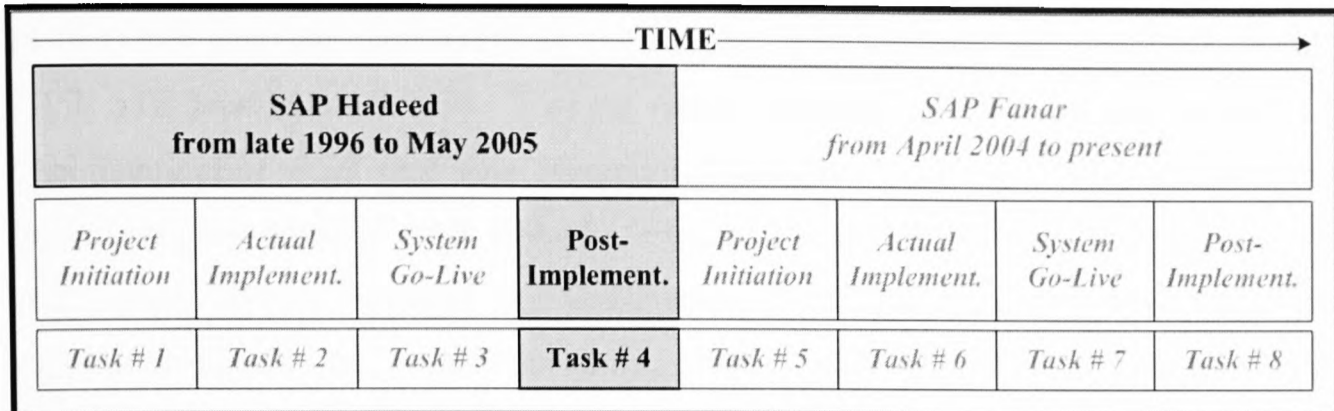 TIME
SAP Hadeed
from late 1996 to May 2005
SAP Fanar
from April 2004 to present
Project
Initiation
Actual
Implement.
System
Go-Live
Post-
Implement.
Project
Initiation
Actual
Implement.
System
Go-Live
Post-
Implement.
Task # 1
Task # 2
Task # 3
Task # 4
Task # 5
Task # 6
Task # 7
Task # 8